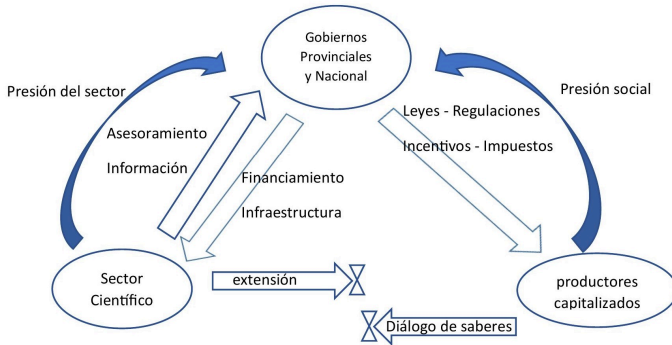 Gobiernos
Provinciales
y Nacional
Presión del sector
Presión social
Leyes - Regulaciones
Asesoramiento
Incentivos - Impuestos
Información
Financiamiento
Infraestructura
Sector
Científico
extensión
productores
capitalizados
Diálogo de saberes